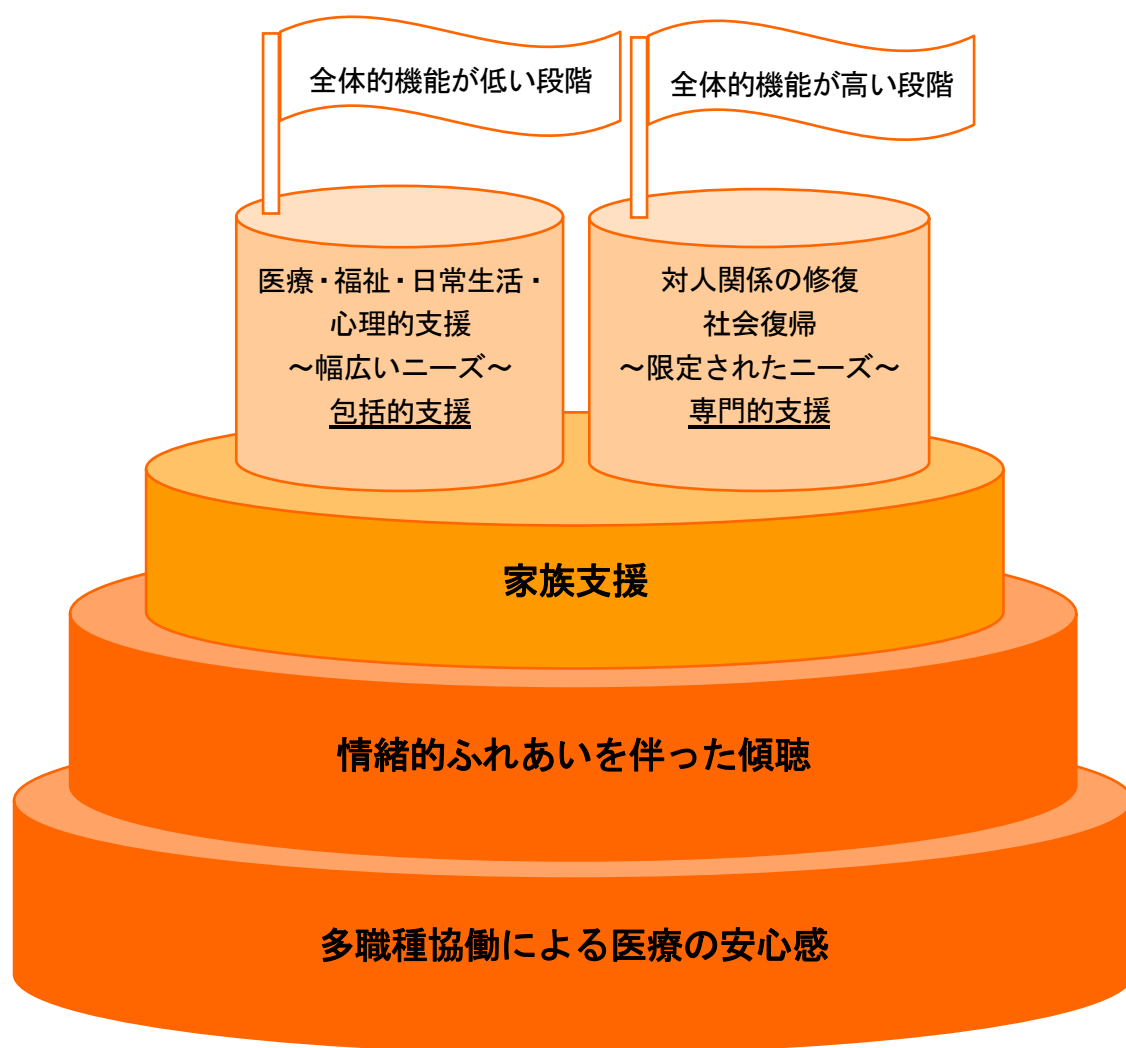 全体的機能が低い段階
全体的機能が高い段階
医療・福祉・日常生活・
心理的支援
～幅広いニーズ～
包括的支援
対人関係の修復
社会復帰
～限定されたニーズ～
専門的支援
家族支援
情緒的ふれあいを伴った傾聴
多職種協働による医療の安心感